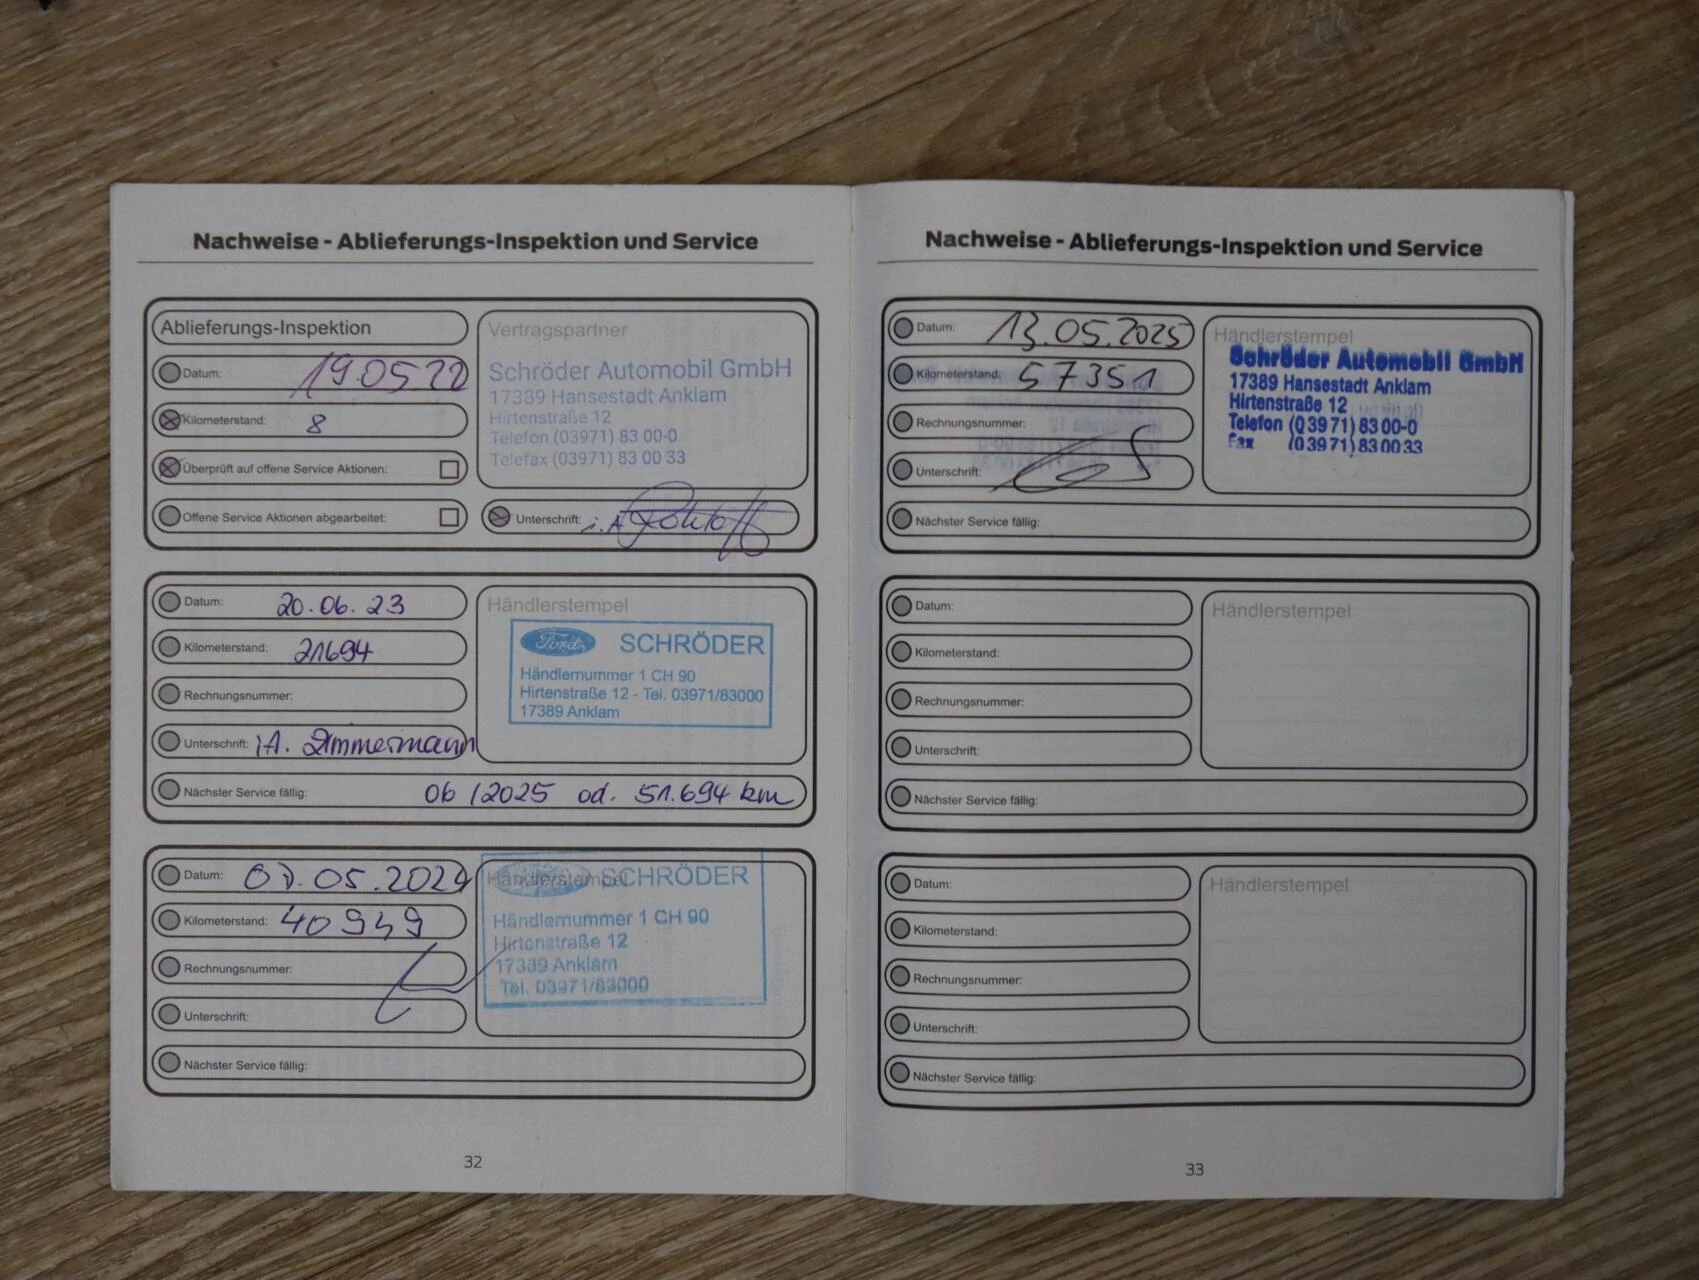 Nachweise - Ablieferungs-Inspektion und Service
Ablieferungs-Inspektion
Datum: 19.05.22
Kilometerstand: 8
Überprüft auf offene Service Aktionen:
Offene Service Aktionen abgearbeitet:
Vertragspartner
Schröder Automobil GmbH
17389 Hansestadt Anklam
Hirtenstraße 12
Telefon (03971) 83 00-0
Telefax (03971) 83 00 33
Unterschrift: i.A.
Datum: 20.06.23
Kilometerstand: 21694
Rechnungsnummer:
Unterschrift: i.A. Zimmermann
Händlerstempel
Ford SCHRÖDER
Händlernummer 1 CH 90
Hirtenstraße 12 - Tel. 03971/83000
17389 Anklam
Nächster Service fällig: 06/2025 od. 51.694 km
Datum: 07.05.2024
Kilometerstand: 40949
Rechnungsnummer:
Unterschrift:
Händlerstempel
SCHRÖDER
Händlernummer 1 CH 90
Hirtenstraße 12
17389 Anklam
Tel. 03971/83000
Nächster Service fällig:
32
Nachweise - Ablieferungs-Inspektion und Service
Datum: 13.05.2025
Kilometerstand: 57351
Rechnungsnummer:
Unterschrift:
Händlerstempel
Schröder Automobil GmbH
17389 Hansestadt Anklam
Hirtenstraße 12
Telefon (0 39 71) 83 00-0
Fax (0 39 71) 83 00 33
Nächster Service fällig:
Datum:
Kilometerstand:
Rechnungsnummer:
Unterschrift:
Händlerstempel
Nächster Service fällig:
Datum:
Kilometerstand:
Rechnungsnummer:
Unterschrift:
Händlerstempel
Nächster Service fällig:
33